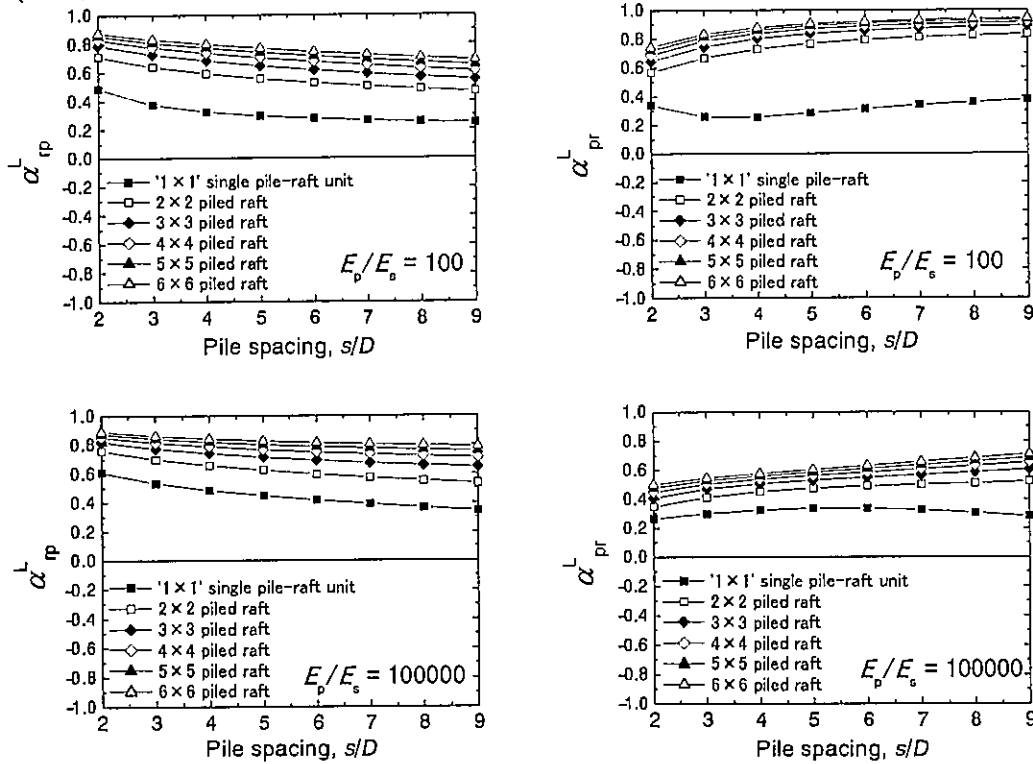 1.0
0.8
0.6
0.4
0.2
0.0
-0.2
-0.4
-0.6
-0.8
-1.0
α^L_rp
'1×1' single pile-raft unit
2×2 piled raft
3×3 piled raft
4×4 piled raft
5×5 piled raft
6×6 piled raft
E_p/E_s = 100
2 3 4 5 6 7 8 9
Pile spacing, s/D
1.0
0.8
0.6
0.4
0.2
0.0
-0.2
-0.4
-0.6
-0.8
-1.0
α^L_pr
'1×1' single pile-raft unit
2×2 piled raft
3×3 piled raft
4×4 piled raft
5×5 piled raft
6×6 piled raft
E_p/E_s = 100
2 3 4 5 6 7 8 9
Pile spacing, s/D
1.0
0.8
0.6
0.4
0.2
0.0
-0.2
-0.4
-0.6
-0.8
-1.0
α^L_rp
'1×1' single pile-raft unit
2×2 piled raft
3×3 piled raft
4×4 piled raft
5×5 piled raft
6×6 piled raft
E_p/E_s = 100000
2 3 4 5 6 7 8 9
Pile spacing, s/D
1.0
0.8
0.6
0.4
0.2
0.0
-0.2
-0.4
-0.6
-0.8
-1.0
α^L_pr
'1×1' single pile-raft unit
2×2 piled raft
3×3 piled raft
4×4 piled raft
5×5 piled raft
6×6 piled raft
E_p/E_s = 100000
2 3 4 5 6 7 8 9
Pile spacing, s/D